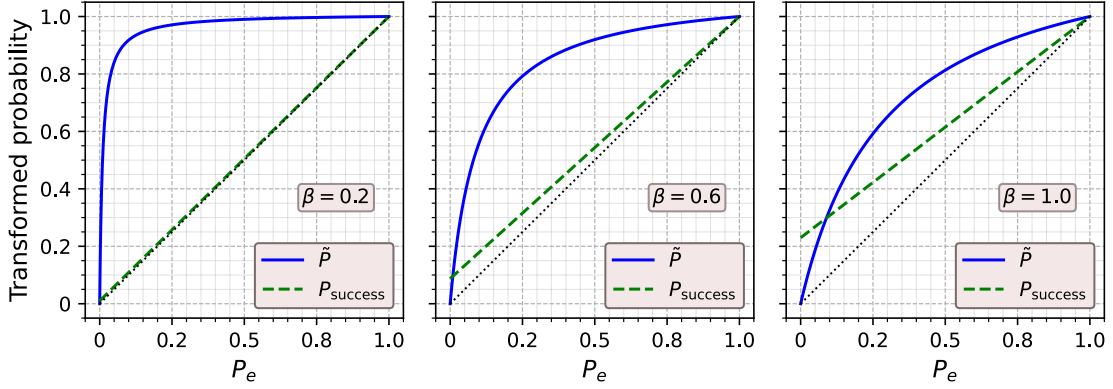 Transformed probability
1.0
0.8
0.6
0.4
0.2
0
0 0.2 0.5 0.8 1.0
P_e
β = 0.2
P̃
P_success
0 0.2 0.5 0.8 1.0
P_e
β = 0.6
P̃
P_success
0 0.2 0.5 0.8 1.0
P_e
β = 1.0
P̃
P_success